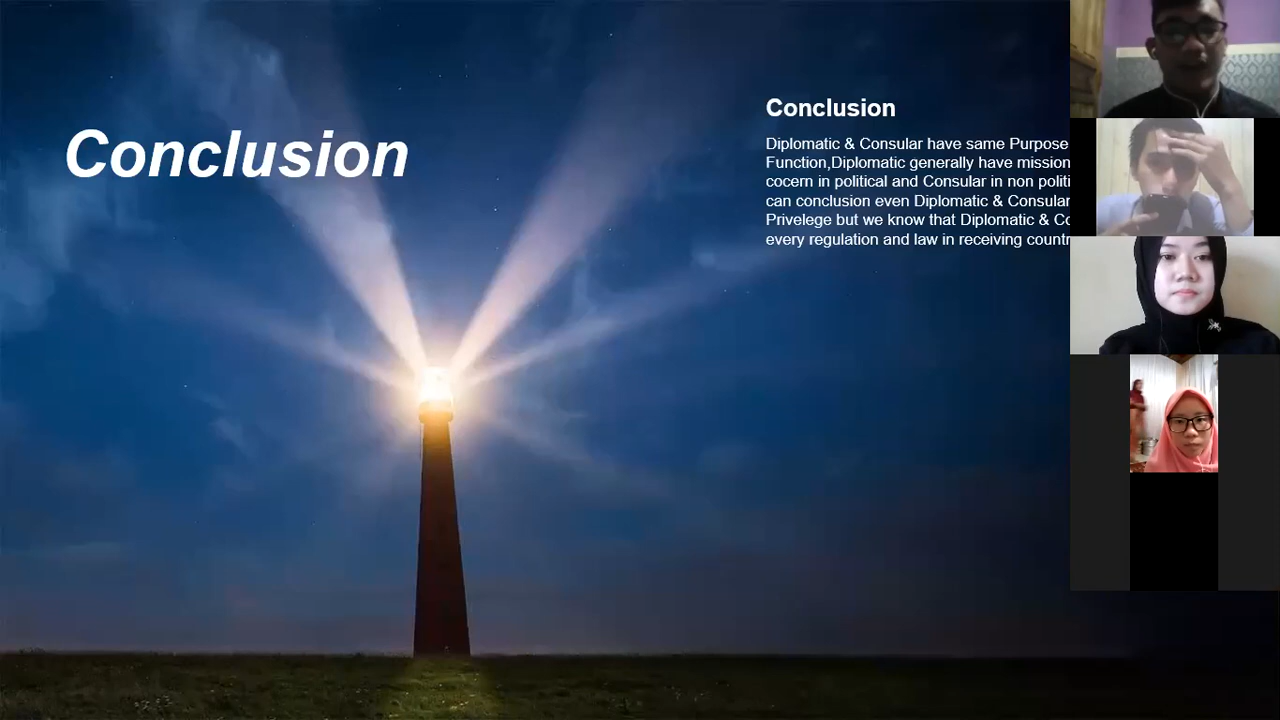 Conclusion
Conclusion
Diplomatic & Consular have same Purpose
Function,Diplomatic generally have mission
cocern in political and Consular in non politi
can conclusion even Diplomatic & Consular
Privelege but we know that Diplomatic & Co
every regulation and law in receiving countr